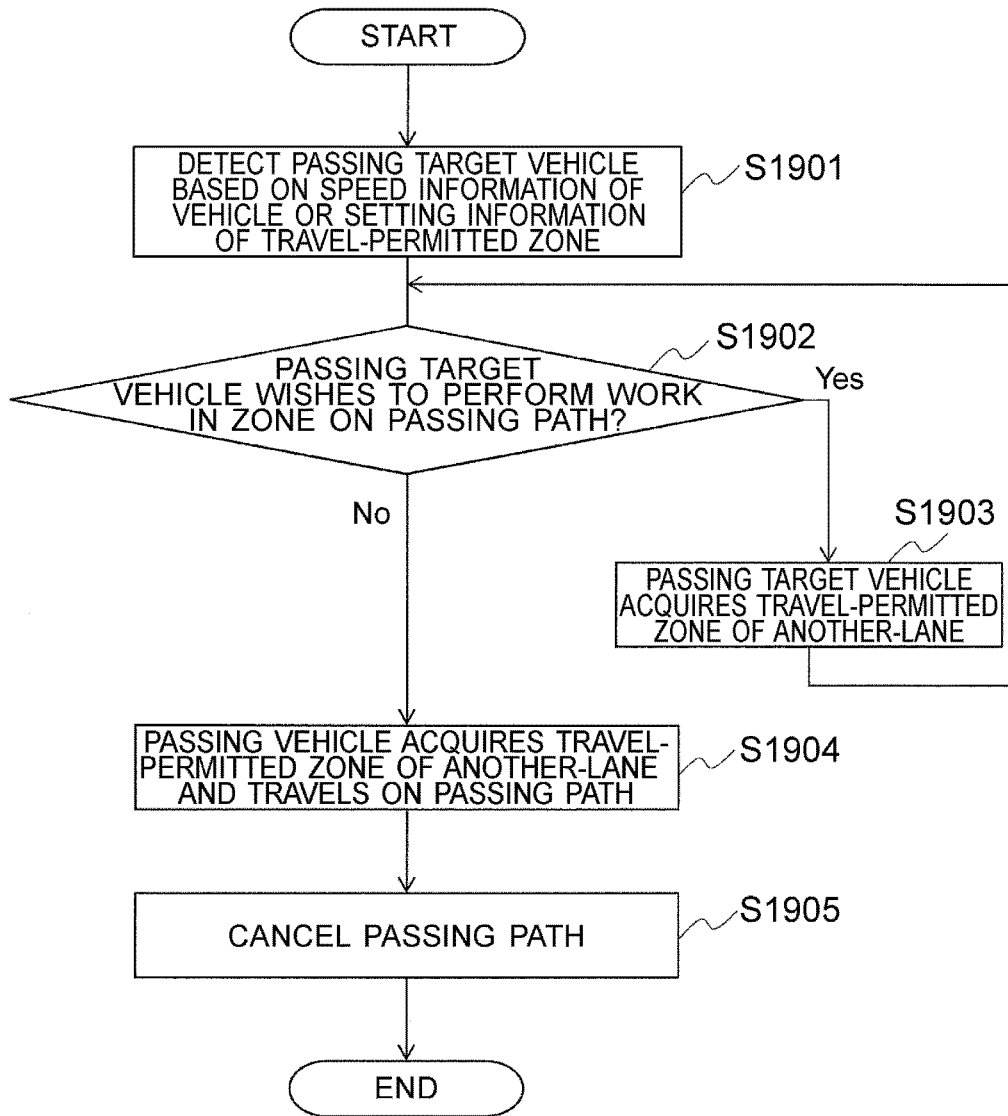 START
DETECT PASSING TARGET VEHICLE
BASED ON SPEED INFORMATION OF
VEHICLE OR SETTING INFORMATION
OF TRAVEL-PERMITTED ZONE
S1901
S1902
PASSING TARGET
VEHICLE WISHES TO PERFORM WORK
IN ZONE ON PASSING PATH?
Yes
No
S1903
PASSING TARGET VEHICLE
ACQUIRES TRAVEL-PERMITTED
ZONE OF ANOTHER-LANE
PASSING VEHICLE ACQUIRES TRAVEL-
PERMITTED ZONE OF ANOTHER-LANE
AND TRAVELS ON PASSING PATH
S1904
CANCEL PASSING PATH
S1905
END